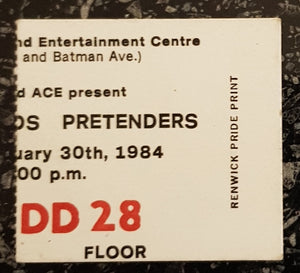 nd Entertainment Centre
and Batman Ave.)
d ACE present
OS PRETENDERS
uary 30th, 1984
00 p.m.
DD 28
FLOOR
RENWICK PRIDE PRINT